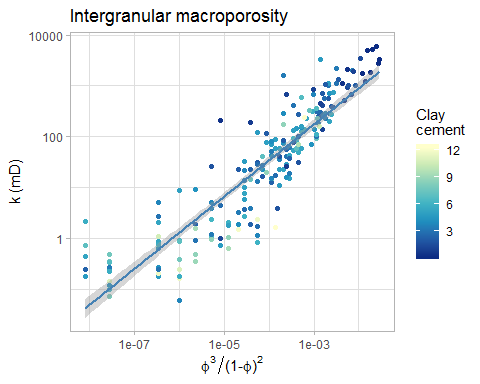 Intergranular macroporosity
10000
100
1
k (mD)
1e-07 1e-05 1e-03
ϕ³/(1-ϕ)²
Clay
cement
12
9
6
3